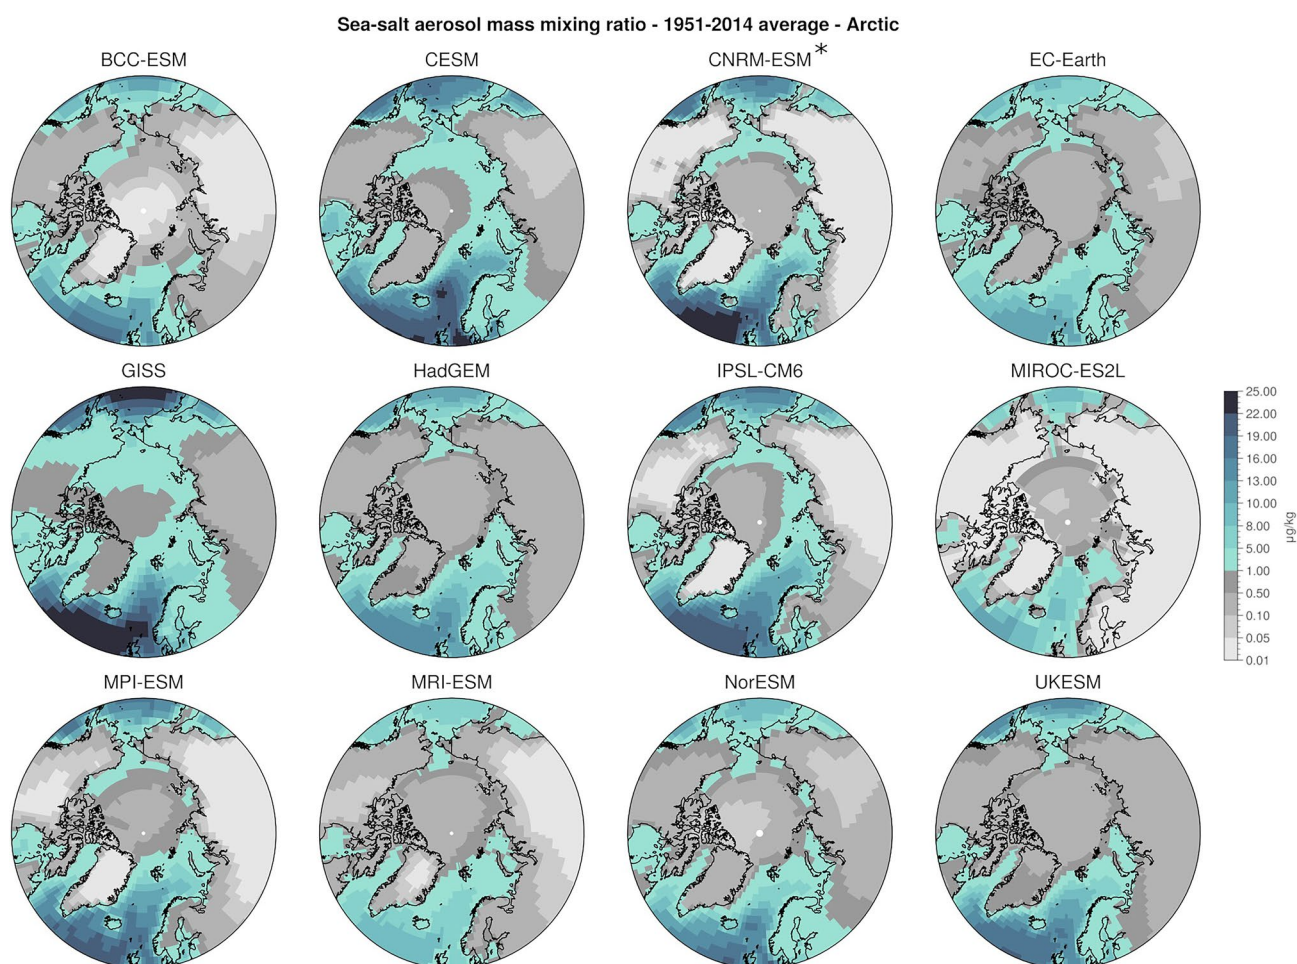 Sea-salt aerosol mass mixing ratio - 1951-2014 average - Arctic
BCC-ESM
CESM
CNRM-ESM*
EC-Earth
GISS
HadGEM
IPSL-CM6
MIROC-ES2L
25.00
22.00
19.00
16.00
13.00
10.00
8.00
5.00
1.00
0.50
0.10
0.05
0.01
µg/kg
MPI-ESM
MRI-ESM
NorESM
UKESM